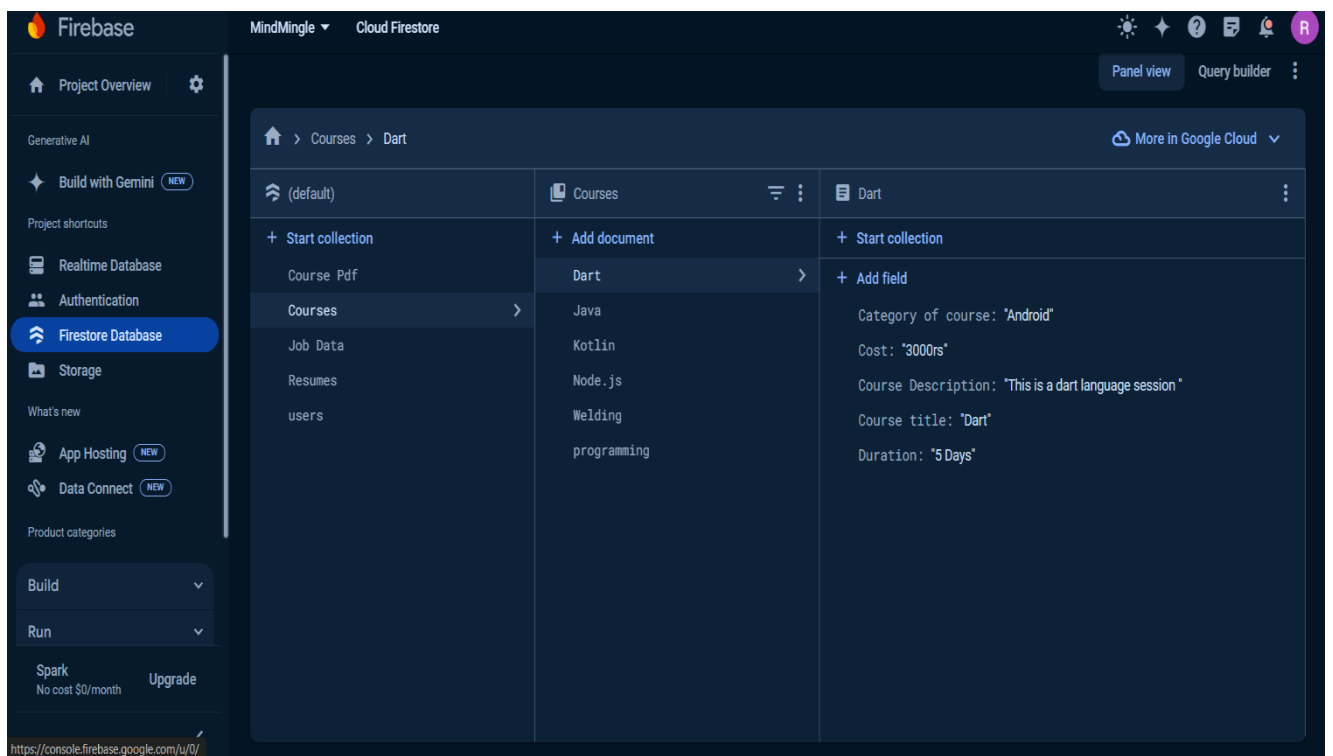 Firebase
MindMingle
Cloud Firestore
R
Project Overview
Panel view
Query builder
Generative AI
Courses
Dart
More in Google Cloud
Build with Gemini NEW
(default)
Courses
Dart
Project shortcuts
+ Start collection
+ Add document
+ Start collection
Realtime Database
Course Pdf
Dart
+ Add field
Authentication
Courses
Java
Category of course: "Android"
Firestore Database
Job Data
Kotlin
Cost: "3000rs"
Storage
Resumes
Node.js
Course Description: "This is a dart language session "
What's new
users
Welding
Course title: "Dart"
App Hosting NEW
programming
Duration: "5 Days"
Data Connect NEW
Product categories
Build
Run
Spark
No cost $0/month
Upgrade
https://console.firebase.google.com/u/0/